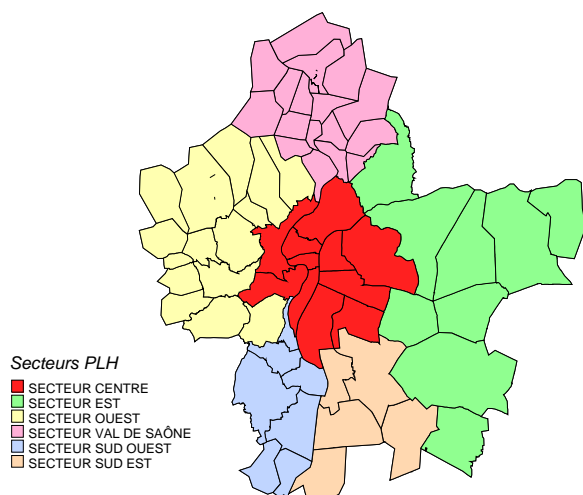 Secteurs PLH
SECTEUR CENTRE
SECTEUR EST
SECTEUR OUEST
SECTEUR VAL DE SAÔNE
SECTEUR SUD OUEST
SECTEUR SUD EST